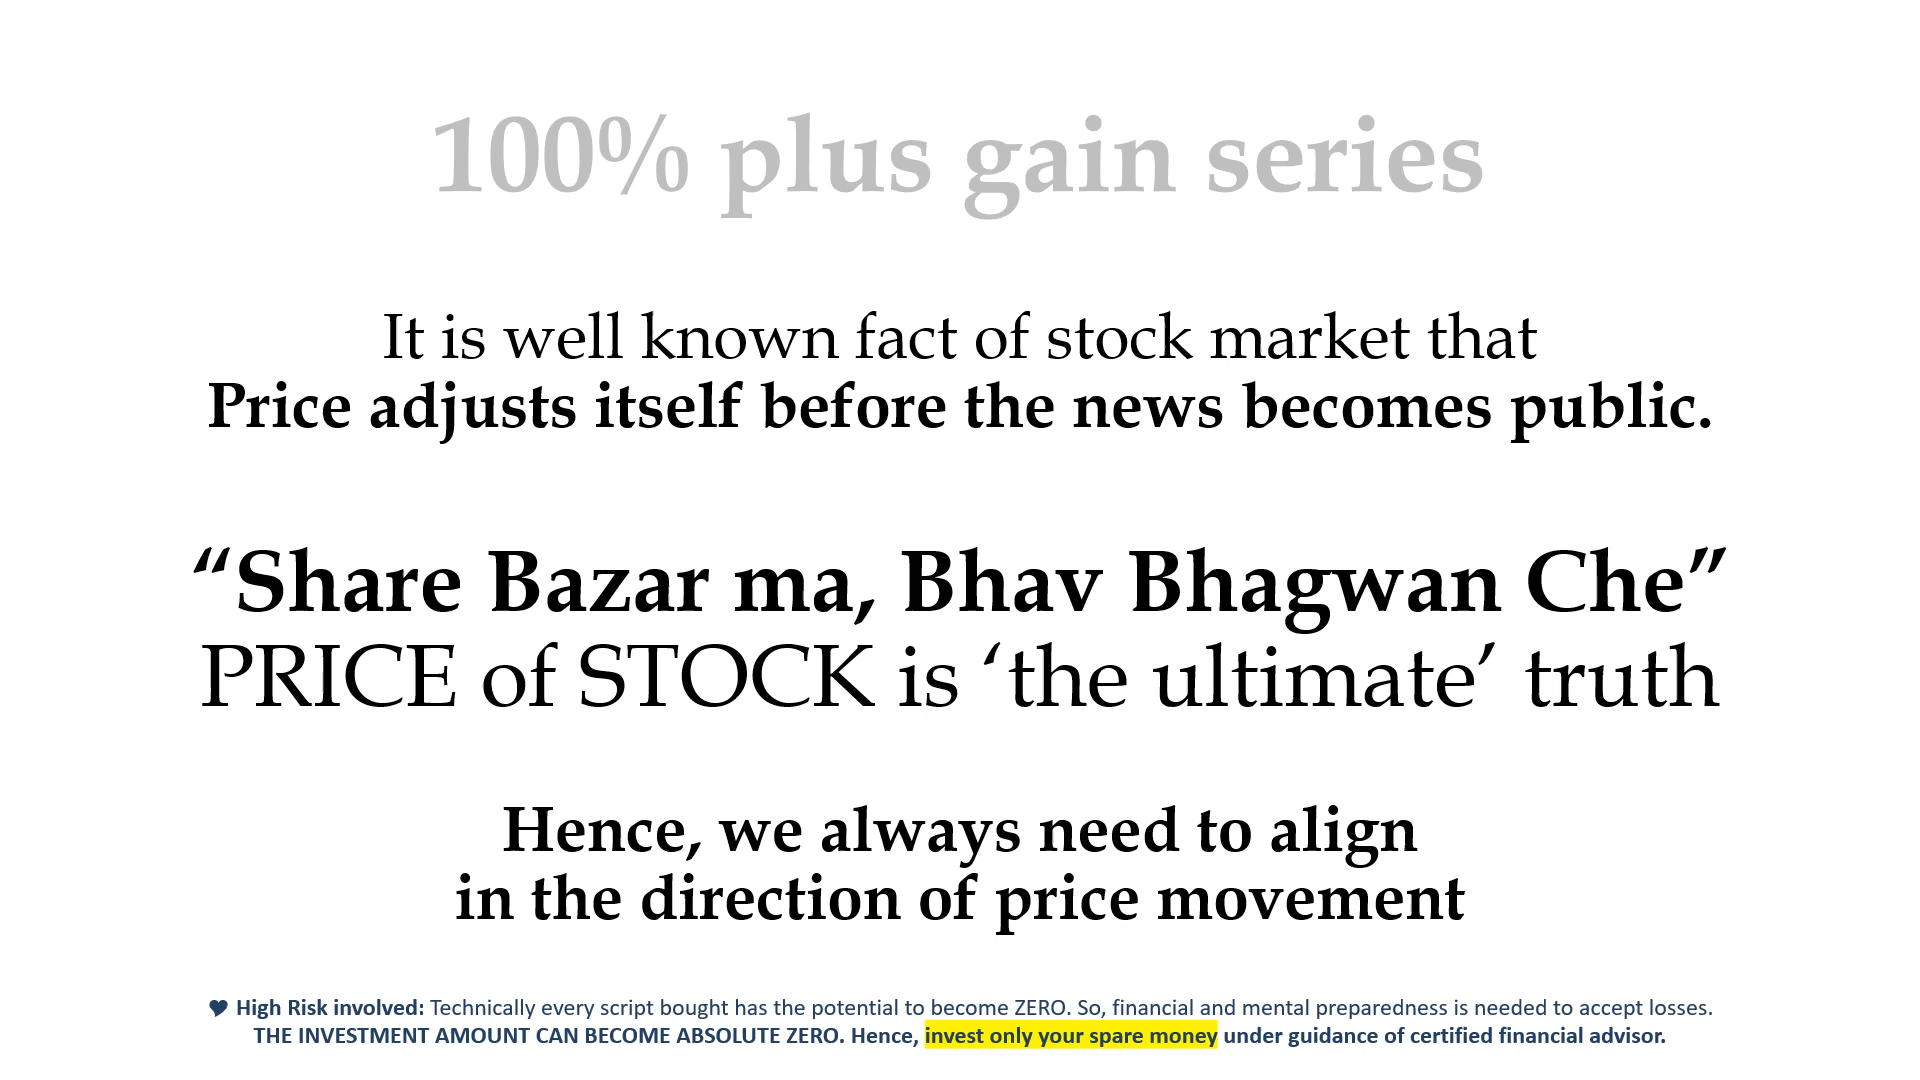 100% plus gain series
It is well known fact of stock market that
Price adjusts itself before the news becomes public.
“Share Bazar ma, Bhav Bhagwan Che”
PRICE of STOCK is ‘the ultimate’ truth
Hence, we always need to align
in the direction of price movement
High Risk involved: Technically every script bought has the potential to become ZERO. So, financial and mental preparedness is needed to accept losses.
THE INVESTMENT AMOUNT CAN BECOME ABSOLUTE ZERO. Hence, invest only your spare money under guidance of certified financial advisor.